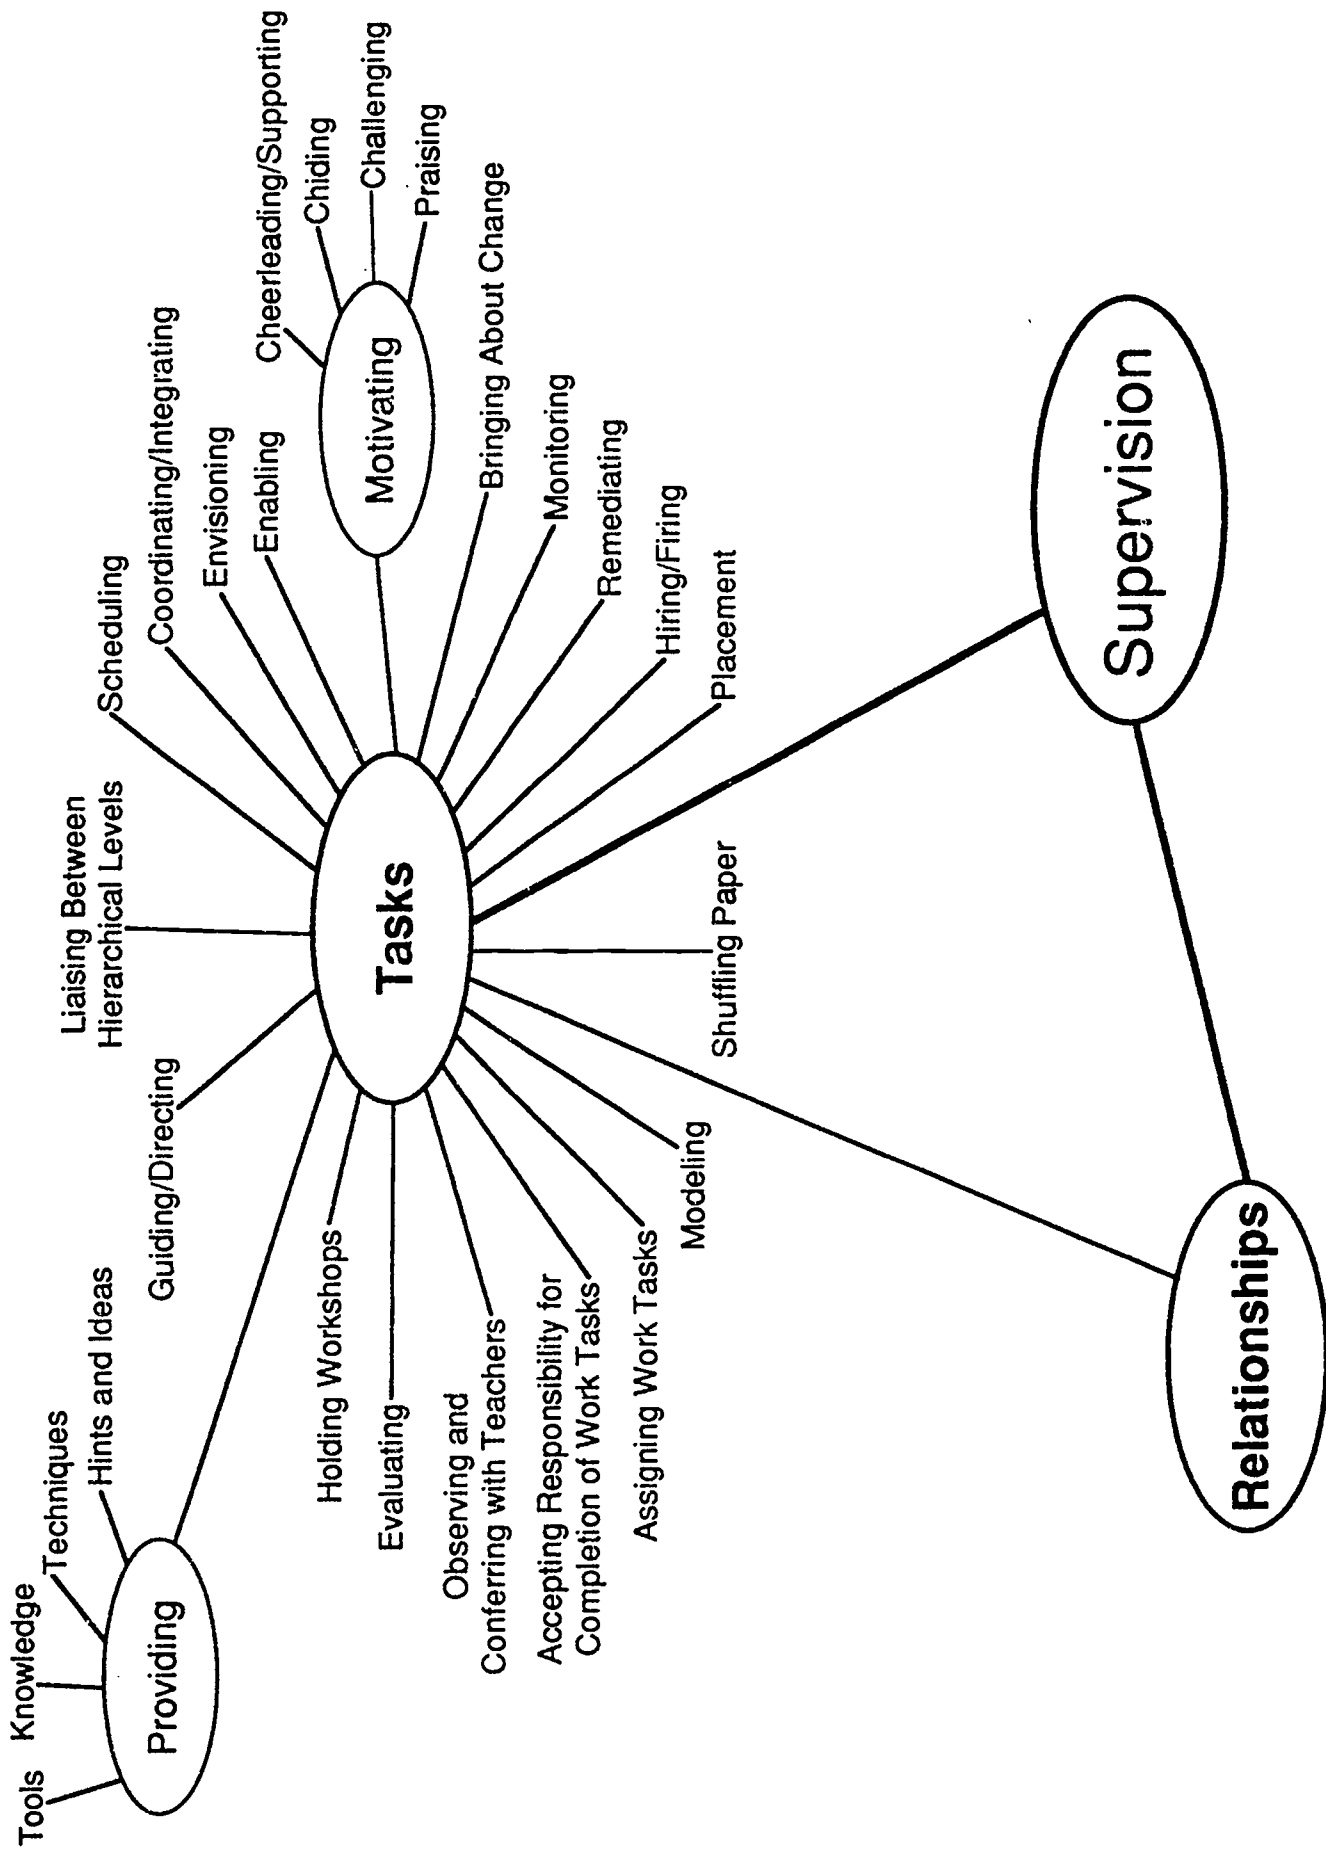 Tools
Knowledge
Techniques
Hints and Ideas
Providing
Guiding/Directing
Liaising Between
Hierarchical Levels
Scheduling
Coordinating/Integrating
Envisioning
Enabling
Cheerleading/Supporting
Chiding
Challenging
Praising
Motivating
Tasks
Holding Workshops
Evaluating
Observing and
Conferring with Teachers
Accepting Responsibility for
Completion of Work Tasks
Assigning Work Tasks
Modeling
Shuffling Paper
Bringing About Change
Monitoring
Remediating
Hiring/Firing
Placement
Relationships
Supervision